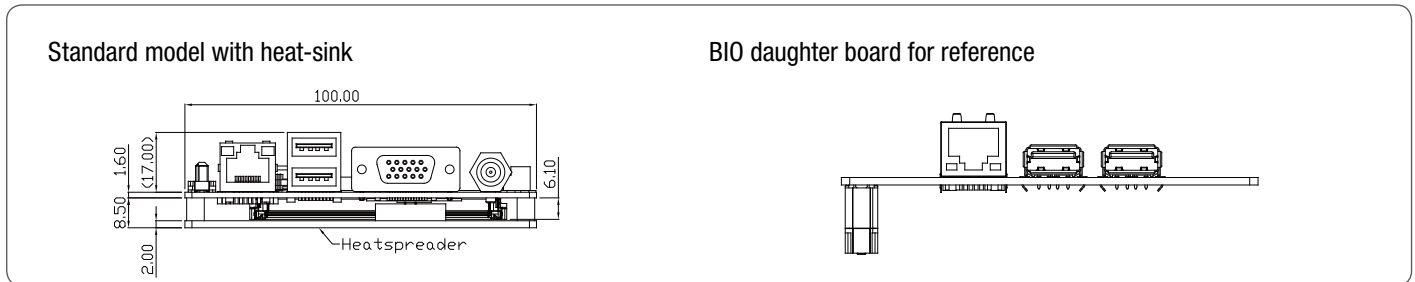 Standard model with heat-sink
BIO daughter board for reference
100.00
1.60
(17.00)
6.10
8.50
2.00
Heatspreader